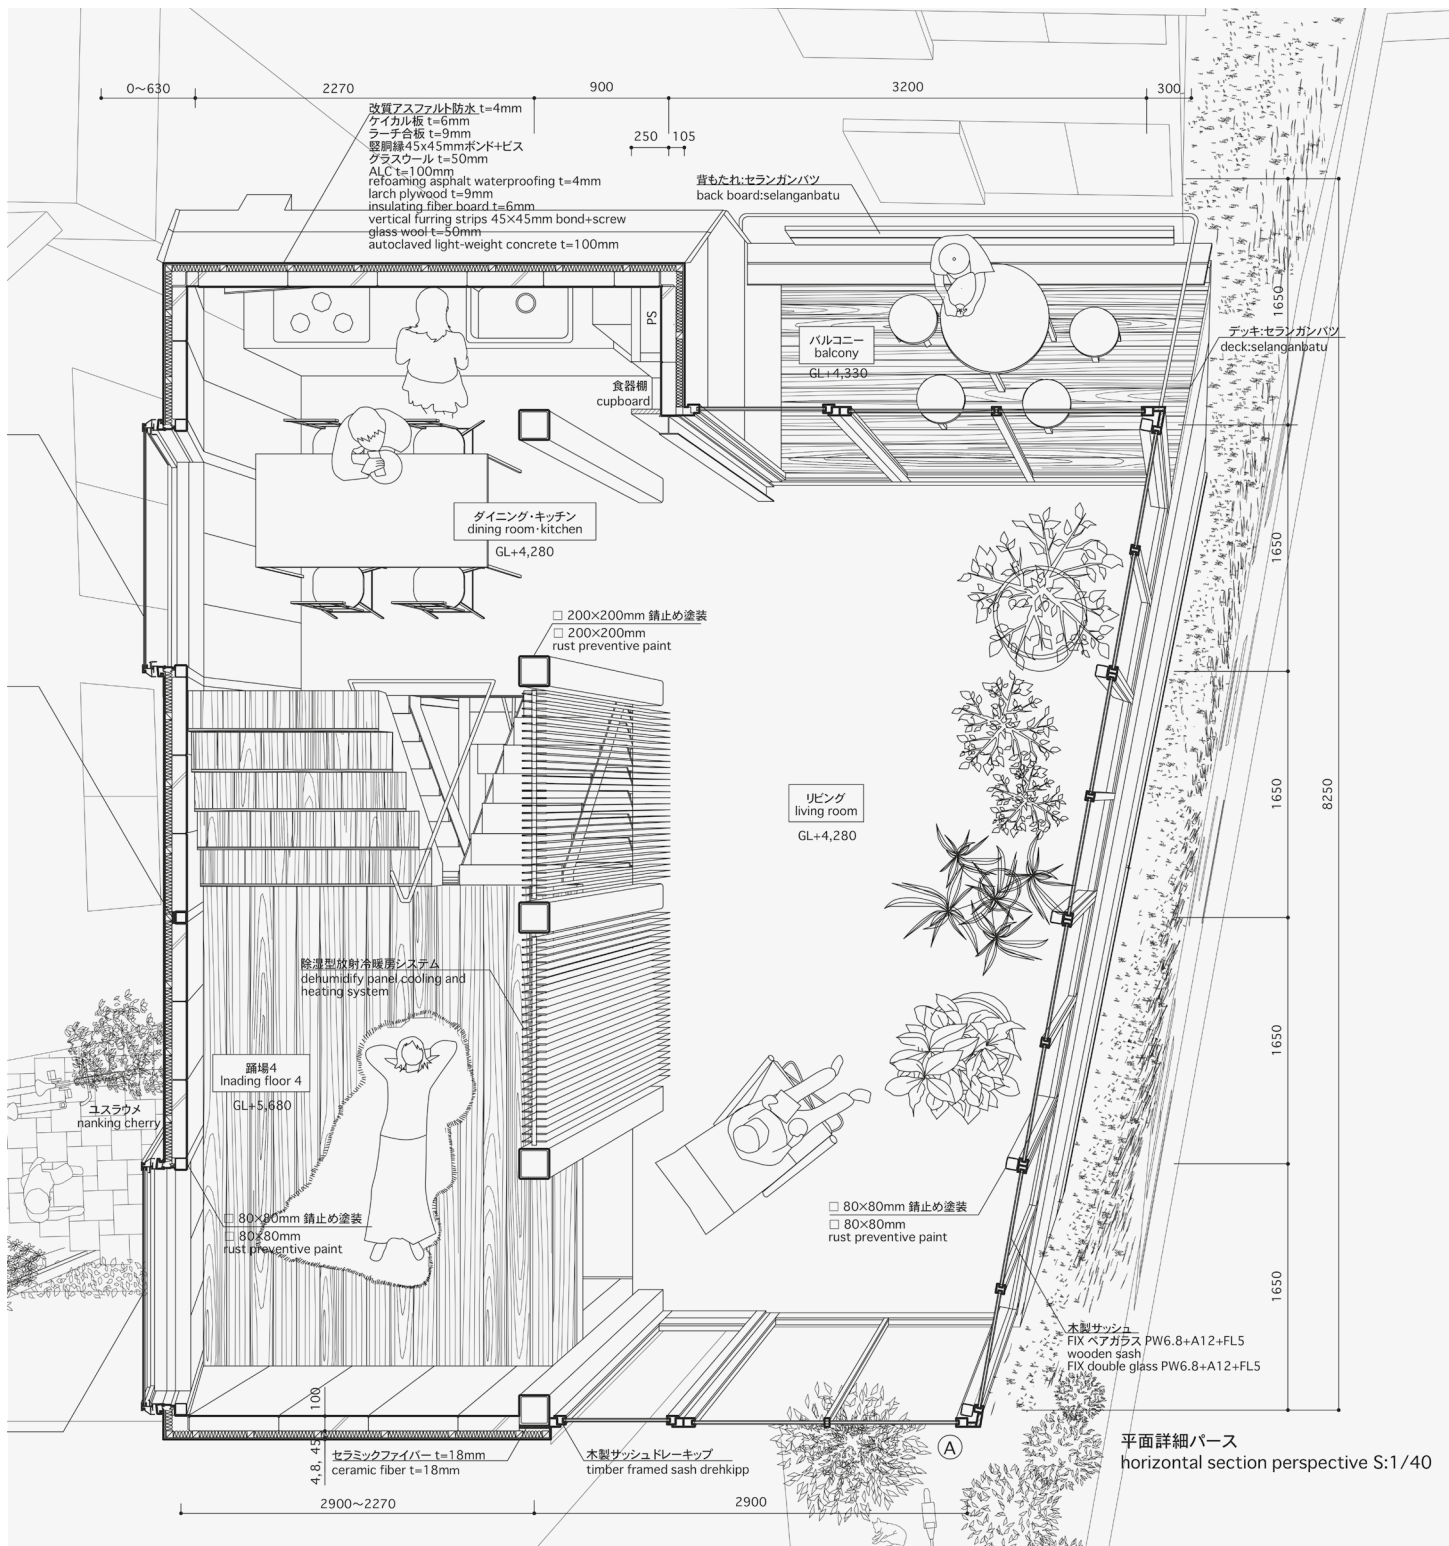 0〜630
2270
900
3200
300
改質アスファルト防水 t=4mm
ケイカル板 t=6mm
ラーチ合板 t=9mm
竪胴縁45x45mmボンド+ビス
グラスウール t=50mm
ALC t=100mm
refoaming asphalt waterproofing t=4mm
larch plywood t=9mm
insulating fiber board t=6mm
vertical furring strips 45×45mm bond+screw
glass wool t=50mm
autoclaved light-weight concrete t=100mm
250
105
背もたれ:セランガンバツ
back board:selanganbatu
1650
デッキ:セランガンバツ
deck:selanganbatu
PS
バルコニー
balcony
GL+4,330
食器棚
cupboard
ダイニング・キッチン
dining room·kitchen
GL+4,280
1650
□ 200×200mm 錆止め塗装
□ 200×200mm
rust preventive paint
リビング
living room
GL+4,280
1650
8250
除湿型放射冷暖房システム
dehumidify panel cooling and
heating system
1650
踊場4
lnading floor 4
GL+5,680
ユスラウメ
nanking cherry
□ 80×80mm 錆止め塗装
□ 80×80mm
rust preventive paint
□ 80×80mm 錆止め塗装
□ 80×80mm
rust preventive paint
1650
木製サッシュ
FIX ペアガラス PW6.8+A12+FL5
wooden sash
FIX double glass PW6.8+A12+FL5
100
4, 8, 45
セラミックファイバー t=18mm
ceramic fiber t=18mm
木製サッシュドレーキップ
timber framed sash drehkipp
A
平面詳細パース
horizontal section perspective S:1/40
2900〜2270
2900